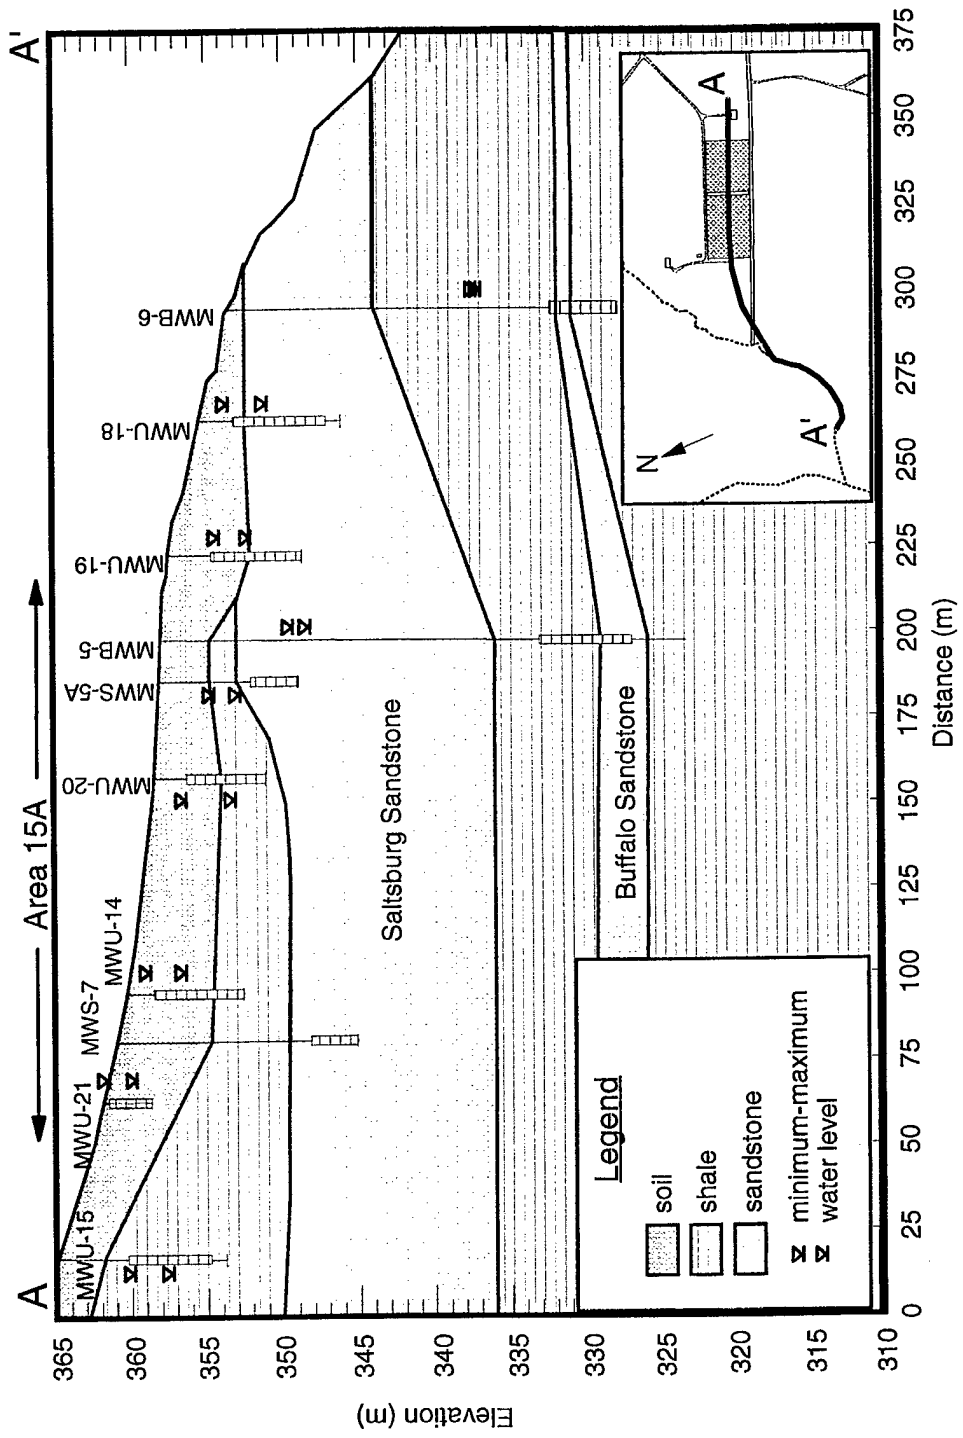 A
Area 15A
A'
MWU-15
MWU-21
MWS-7
MWU-14
MWU-20
MWS-5A
MWB-5
MWU-19
MWU-18
MWB-6
Elevation (m)
365
360
355
350
345
340
335
330
325
320
315
310
Saltsburg Sandstone
Buffalo Sandstone
Legend
soil
shale
sandstone
minimum-maximum
water level
N
A
A'
0
25
50
75
100
125
150
175
200
225
250
275
300
325
350
375
Distance (m)